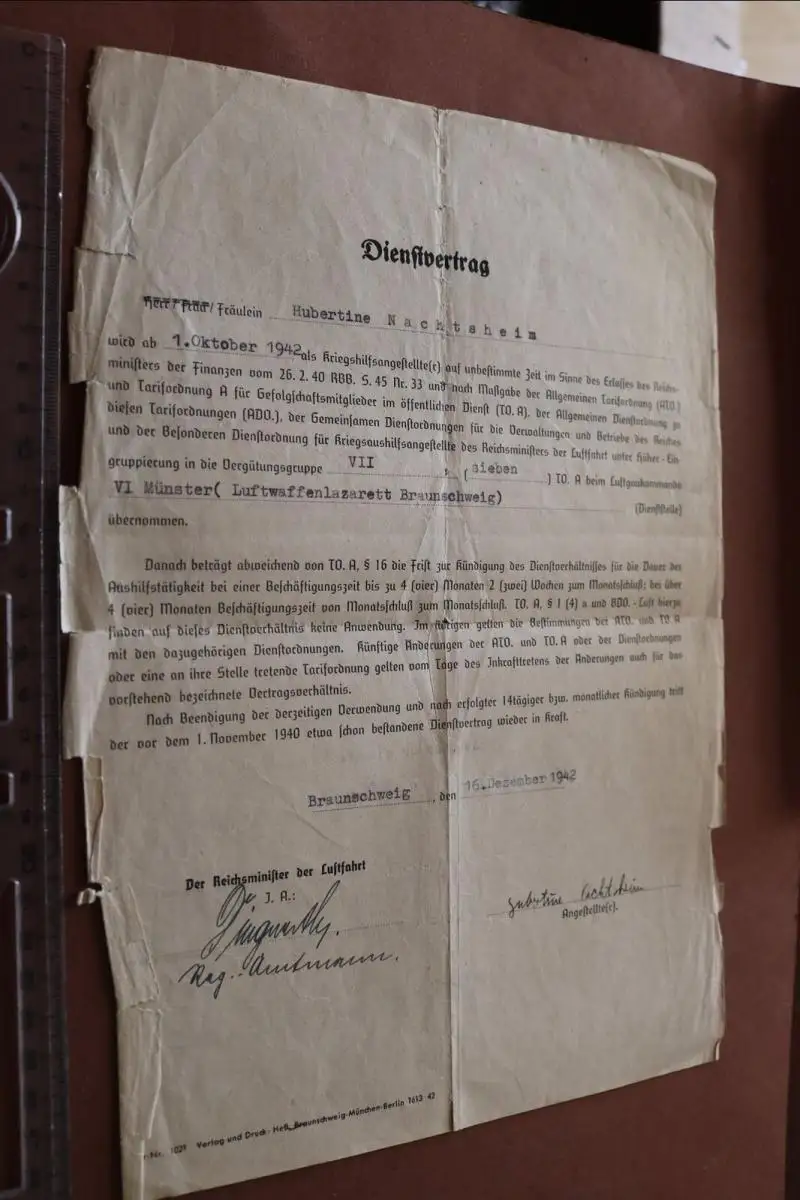 Dienstvertrag
Herr/Frau/Fräulein Hubertine Nachtsheim
wird ab 1.Oktober 1942 als Kriegshilfsangestellte(r) auf unbestimmte Zeit im Sinne des Erlasses des Reichs-
ministers der Finanzen vom 26. 2. 40 RBB. S. 45 Nr. 33 und nach Maßgabe der Allgemeinen Tarifordnung (ATO.)
und Tarifordnung A für Gefolgschaftsmitglieder im öffentlichen Dienst (TO. A), der Allgemeinen Dienstordnung zu
diesen Tarifordnungen (ADO.), der Gemeinsamen Dienstordnungen für die Verwaltungen und Betriebe des Reiches
und der Besonderen Dienstordnung für Kriegsaushilfsangestellte des Reichsministers der Luftfahrt unter Ein-
gruppierung in die Vergütungsgruppe VII , (sieben) TO. A beim Luftgaukommando
VI Münster( Luftwaffenlazarett Braunschweig)
(Dienststelle)
übernommen.
Danach beträgt abweichend von TO. A, § 16 die Frist zur Kündigung des Dienstverhältnisses für die Dauer der
Aushilfstätigkeit bei einer Beschäftigungszeit bis zu 4 (vier) Monaten 2 (zwei) Wochen zum Monatsschluß; bei über
4 (vier) Monaten Beschäftigungszeit von Monatsschluß zum Monatsschluß. TO. A, § 1 (4) a und BDO.-Luft hierzu
finden auf dieses Dienstverhältnis keine Anwendung. Im übrigen gelten die Bestimmungen der ATO. und TO A
mit den dazugehörigen Dienstordnungen. Künftige Änderungen der ATO. und TO. A oder der Dienstordnungen
oder eine an ihre Stelle tretende Tarifordnung gelten vom Tage des Inkrafttretens der Änderungen auch für das
vorstehend bezeichnete Vertragsverhältnis.
Nach Beendigung der derzeitigen Verwendung und nach erfolgter 14tägiger bzw. monatlicher Kündigung tritt
der vor dem 1. November 1940 etwa schon bestandene Dienstvertrag wieder in Kraft.
Braunschweig , den 16.Dezember 1942
Der Reichsminister der Luftfahrt
J. A.:
Reg.-Amtmann.
Hubertine Nachtsheim
Angestellte(r).
-Nr. 1021 Verlag und Druck: Heß, Braunschweig-München-Berlin 1613 42